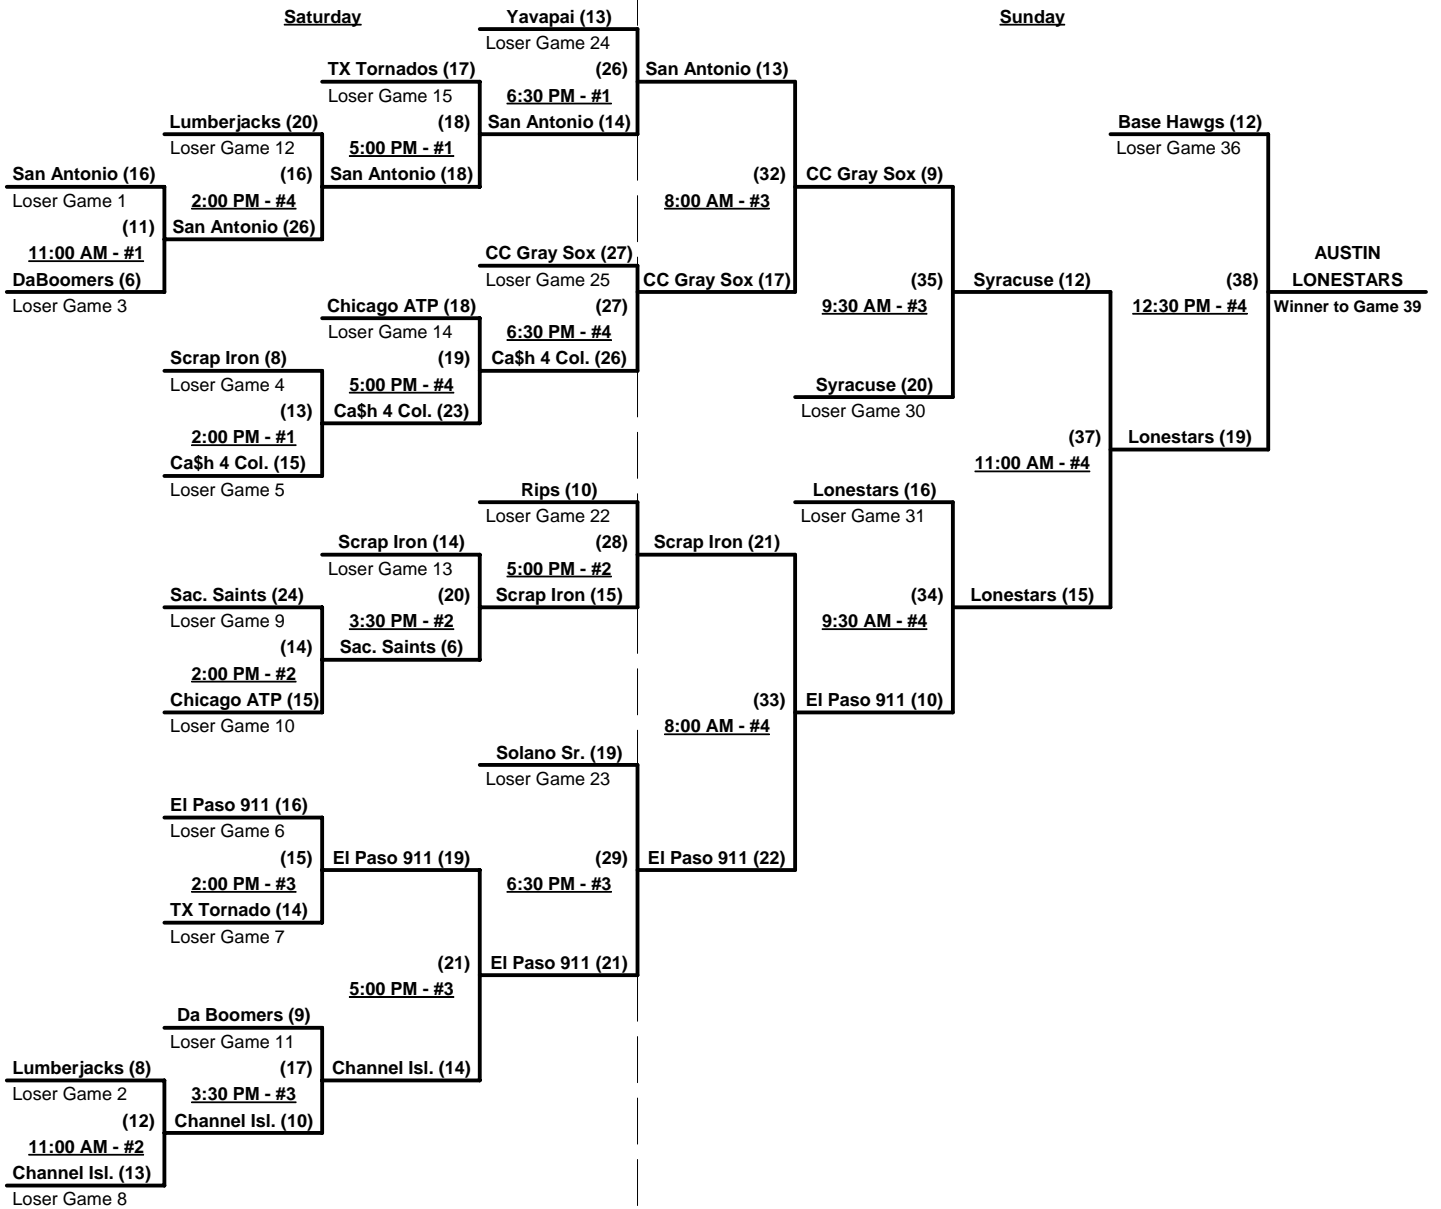 Saturday
Yavapai (13)
Sunday
Loser Game 24
TX Tornados (17)
(26)
San Antonio (13)
Loser Game 15
6:30 PM - #1
Lumberjacks (20)
(18)
San Antonio (14)
Base Hawgs (12)
Loser Game 12
5:00 PM - #1
Loser Game 36
San Antonio (16)
(16)
San Antonio (18)
(32)
CC Gray Sox (9)
Loser Game 1
2:00 PM - #4
8:00 AM - #3
(11)
San Antonio (26)
11:00 AM - #1
CC Gray Sox (27)
AUSTIN
DaBoomers (6)
Loser Game 25
CC Gray Sox (17)
(35)
Syracuse (12)
(38)
LONESTARS
Loser Game 3
Chicago ATP (18)
(27)
9:30 AM - #3
12:30 PM - #4
Winner to Game 39
Loser Game 14
6:30 PM - #4
Scrap Iron (8)
(19)
Ca$h 4 Col. (26)
Loser Game 4
5:00 PM - #4
Syracuse (20)
(13)
Ca$h 4 Col. (23)
Loser Game 30
2:00 PM - #1
(37)
Lonestars (19)
Ca$h 4 Col. (15)
11:00 AM - #4
Loser Game 5
Rips (10)
Lonestars (16)
Loser Game 22
Loser Game 31
Scrap Iron (14)
(28)
Scrap Iron (21)
Loser Game 13
5:00 PM - #2
Sac. Saints (24)
(20)
Scrap Iron (15)
(34)
Lonestars (15)
Loser Game 9
3:30 PM - #2
9:30 AM - #4
(14)
Sac. Saints (6)
2:00 PM - #2
Chicago ATP (15)
(33)
El Paso 911 (10)
Loser Game 10
8:00 AM - #4
Solano Sr. (19)
Loser Game 23
El Paso 911 (16)
Loser Game 6
(15)
El Paso 911 (19)
(29)
El Paso 911 (22)
2:00 PM - #3
6:30 PM - #3
TX Tornado (14)
Loser Game 7
(21)
El Paso 911 (21)
5:00 PM - #3
Da Boomers (9)
Loser Game 11
Lumberjacks (8)
(17)
Channel Isl. (14)
Loser Game 2
3:30 PM - #3
(12)
Channel Isl. (10)
11:00 AM - #2
Channel Isl. (13)
Loser Game 8